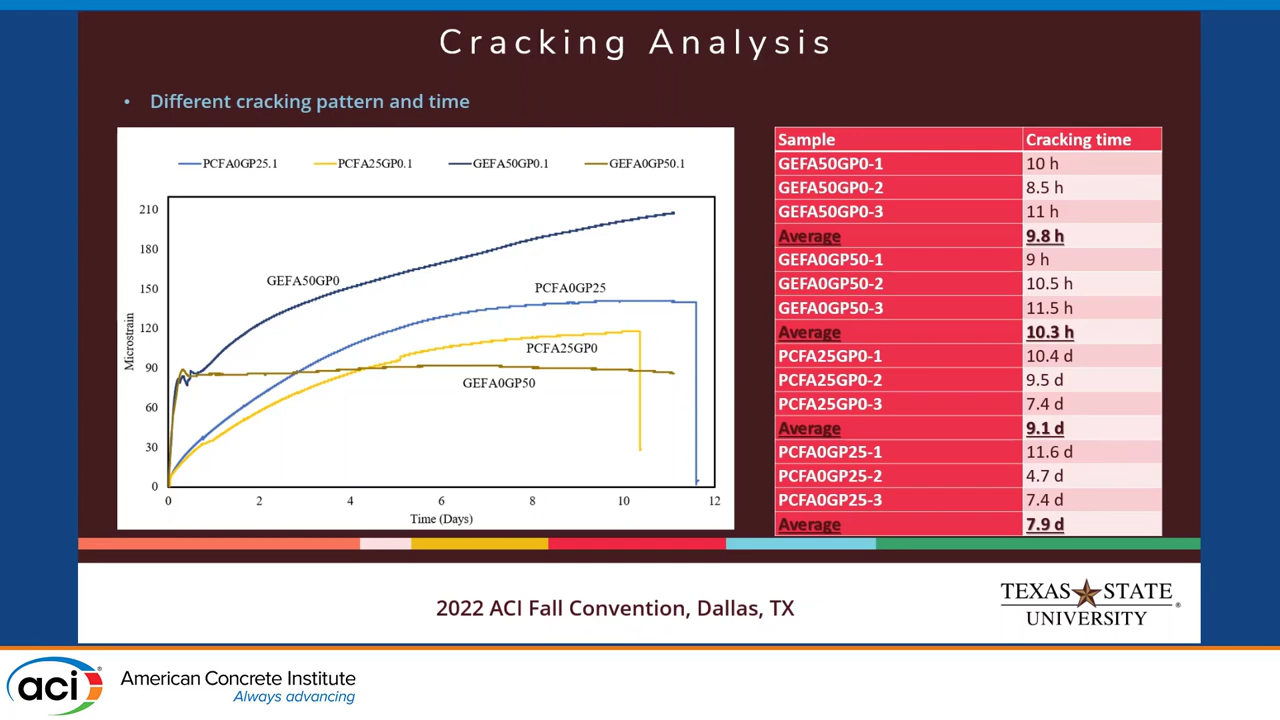 Cracking Analysis
• Different cracking pattern and time
PCFA0GP25.1 PCFA25GP0.1 GEFA50GP0.1 GEFA0GP50.1
210
180
150
120
90
60
30
0
Microstrain
GEFA50GP0
PCFA0GP25
PCFA25GP0
GEFA0GP50
0 2 4 6 8 10 12
Time (Days)
Sample Cracking time
GEFA50GP0-1 10 h
GEFA50GP0-2 8.5 h
GEFA50GP0-3 11 h
Average 9.8 h
GEFA0GP50-1 9 h
GEFA0GP50-2 10.5 h
GEFA0GP50-3 11.5 h
Average 10.3 h
PCFA25GP0-1 10.4 d
PCFA25GP0-2 9.5 d
PCFA25GP0-3 7.4 d
Average 9.1 d
PCFA0GP25-1 11.6 d
PCFA0GP25-2 4.7 d
PCFA0GP25-3 7.4 d
Average 7.9 d
2022 ACI Fall Convention, Dallas, TX
TEXAS STATE
UNIVERSITY®
aci®
American Concrete Institute
Always advancing